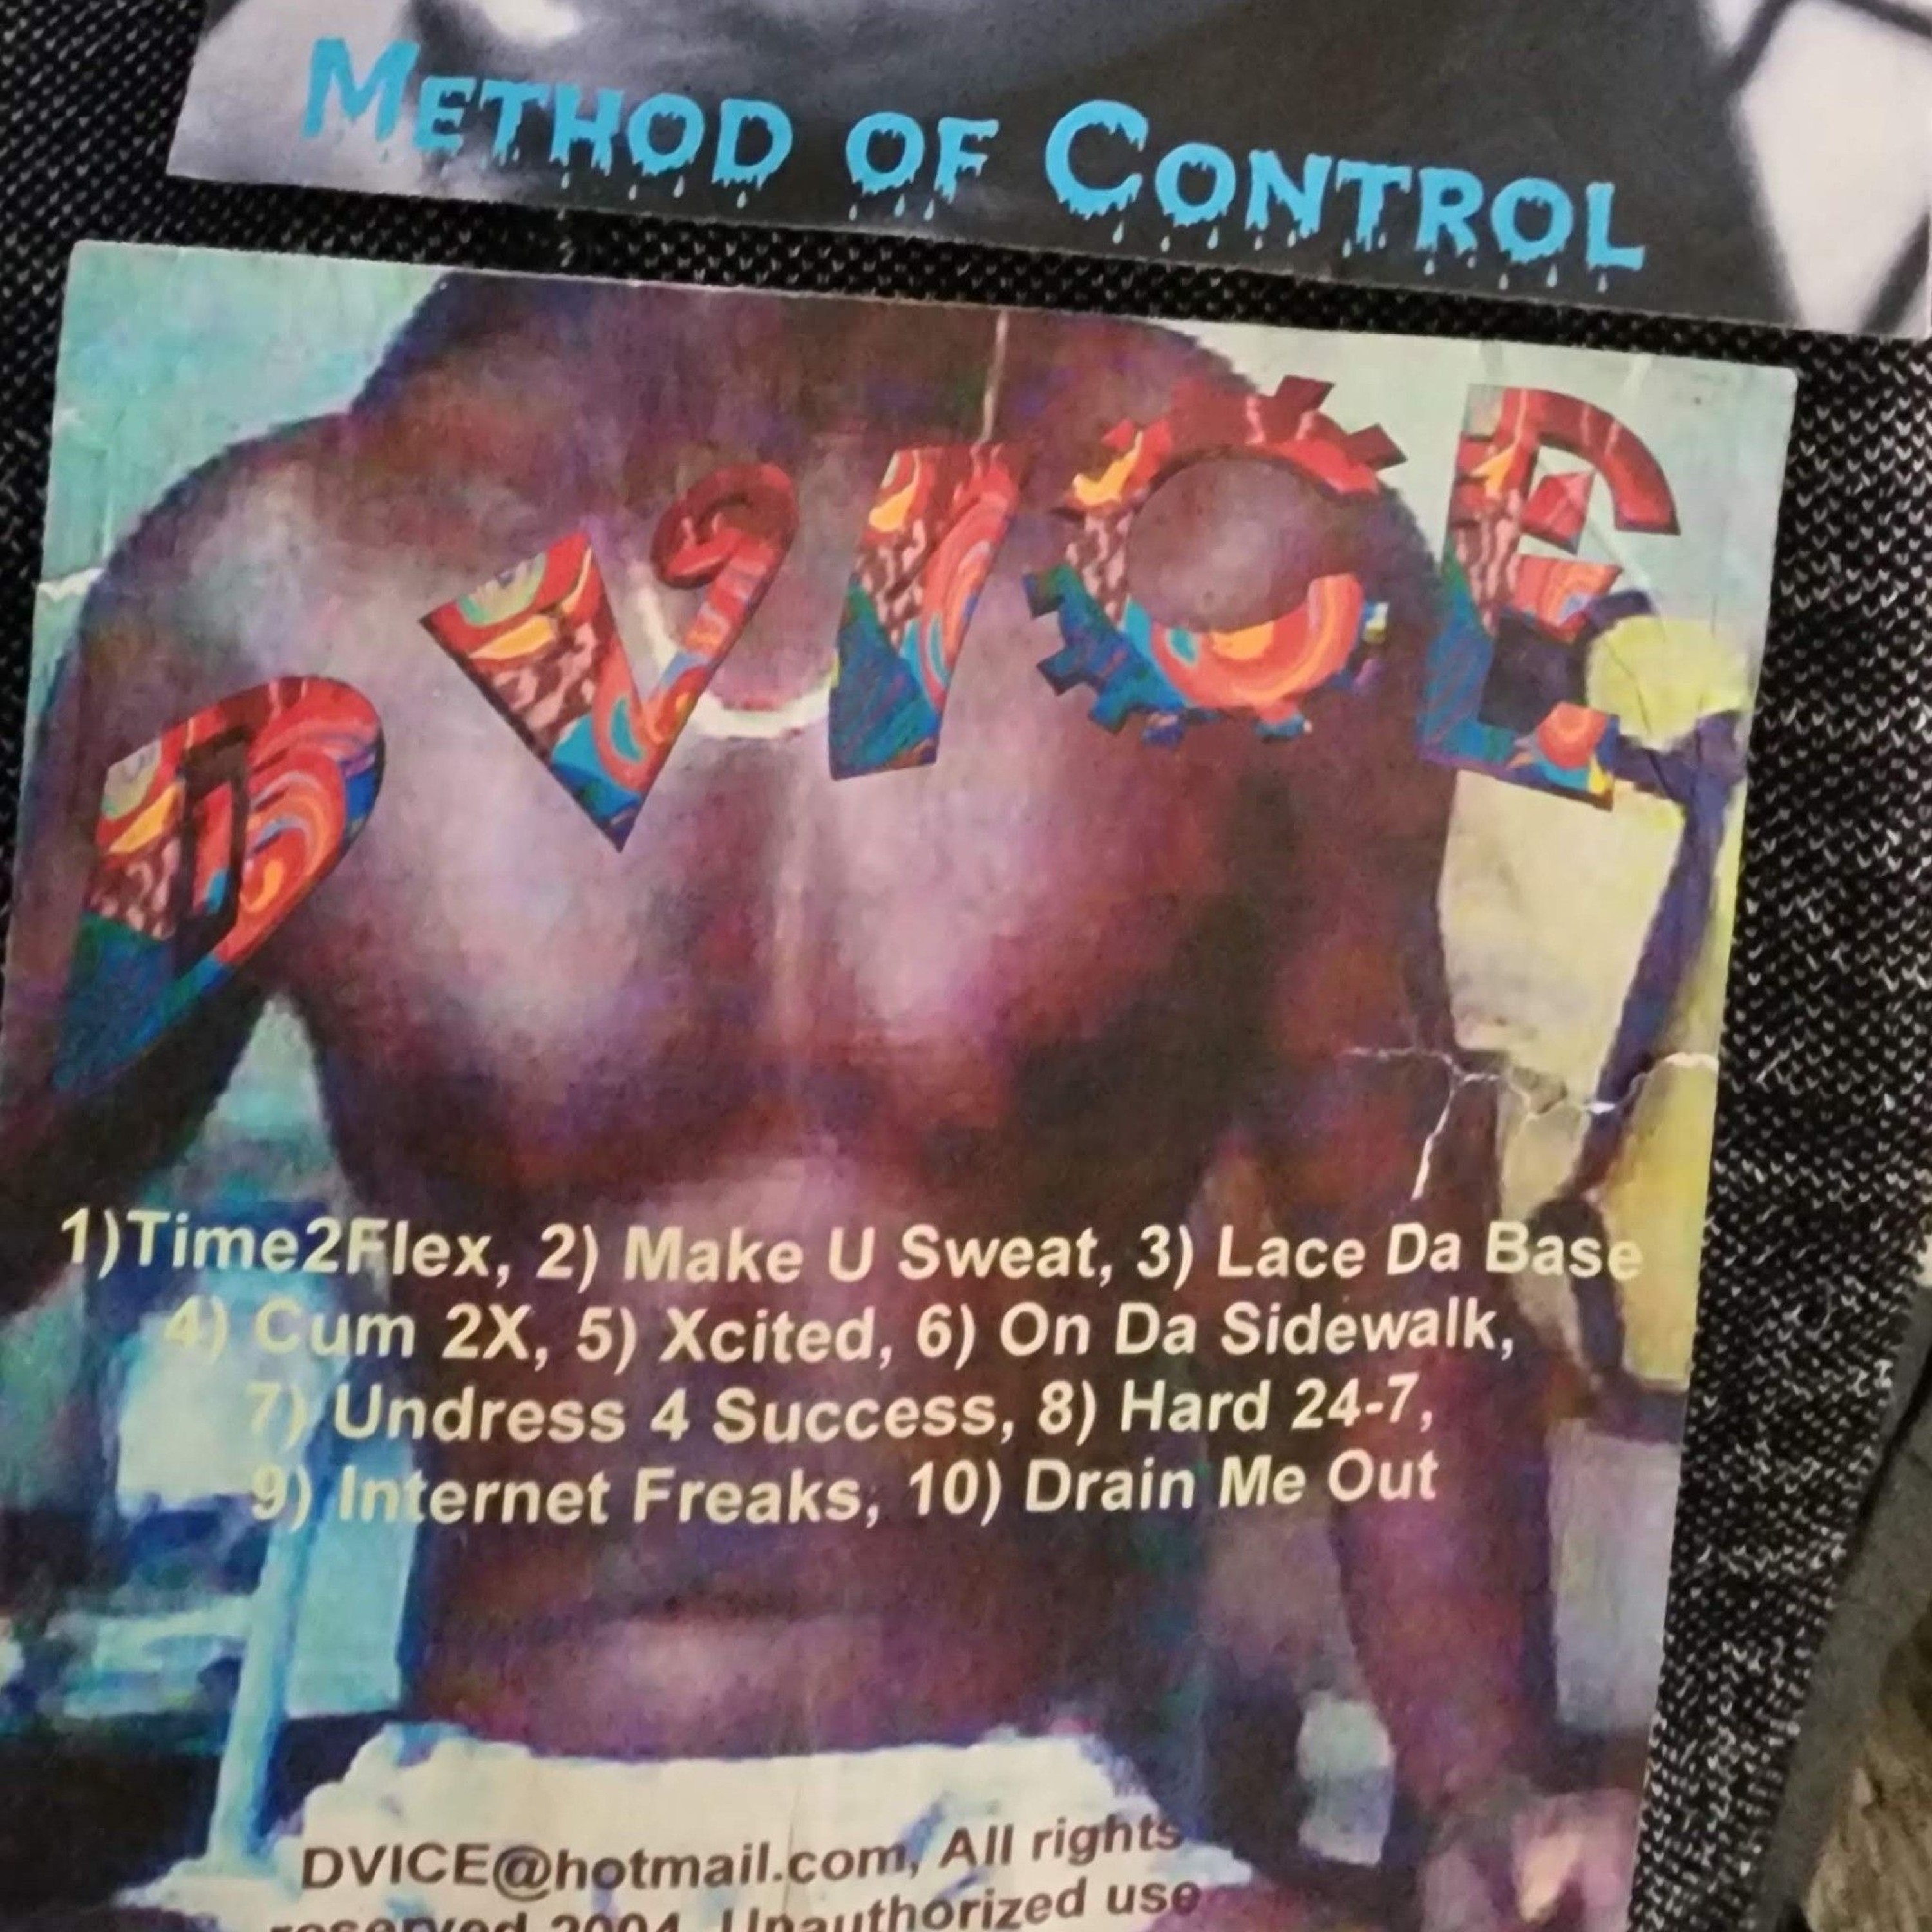 METHOD OF CONTROL
DVICE
1)Time2Flex, 2) Make U Sweat, 3) Lace Da Base
4) Cum 2X, 5) Xcited, 6) On Da Sidewalk,
7) Undress 4 Success, 8) Hard 24-7,
9) Internet Freaks, 10) Drain Me Out
DVICE@hotmail.com, All rights
reserved 2004. Unauthorized use